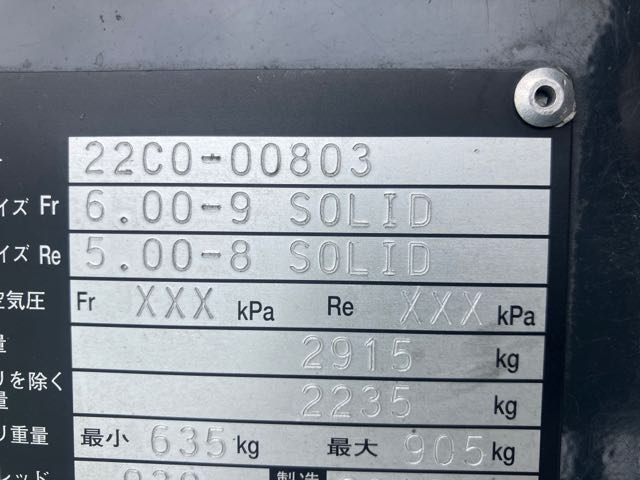 22C0-00803
イズ Fr 6.00-9 SOLID
イズ Re 5.00-8 SOLID
空気圧 Fr XXX kPa Re XXX kPa
量 2915 kg
リを除く
量 2235 kg
リ重量 最小 635 kg 最大 905 kg
レッド 製造